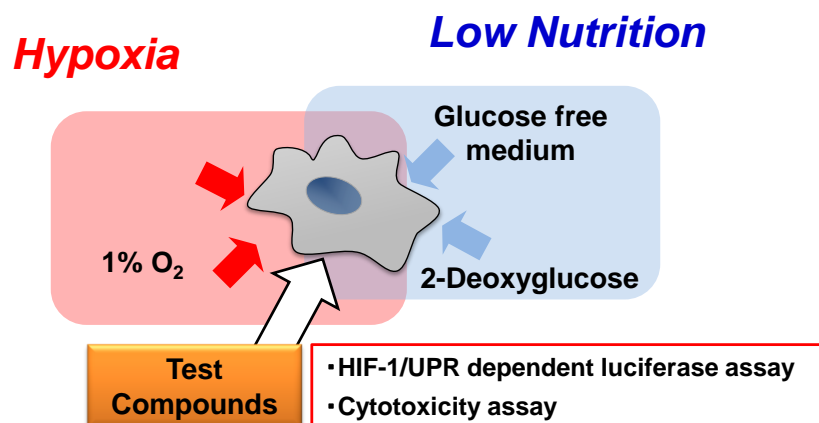 Hypoxia
Low Nutrition
Glucose free
medium
1% O₂
2-Deoxyglucose
Test
Compounds
･HIF-1/UPR dependent luciferase assay
･Cytotoxicity assay